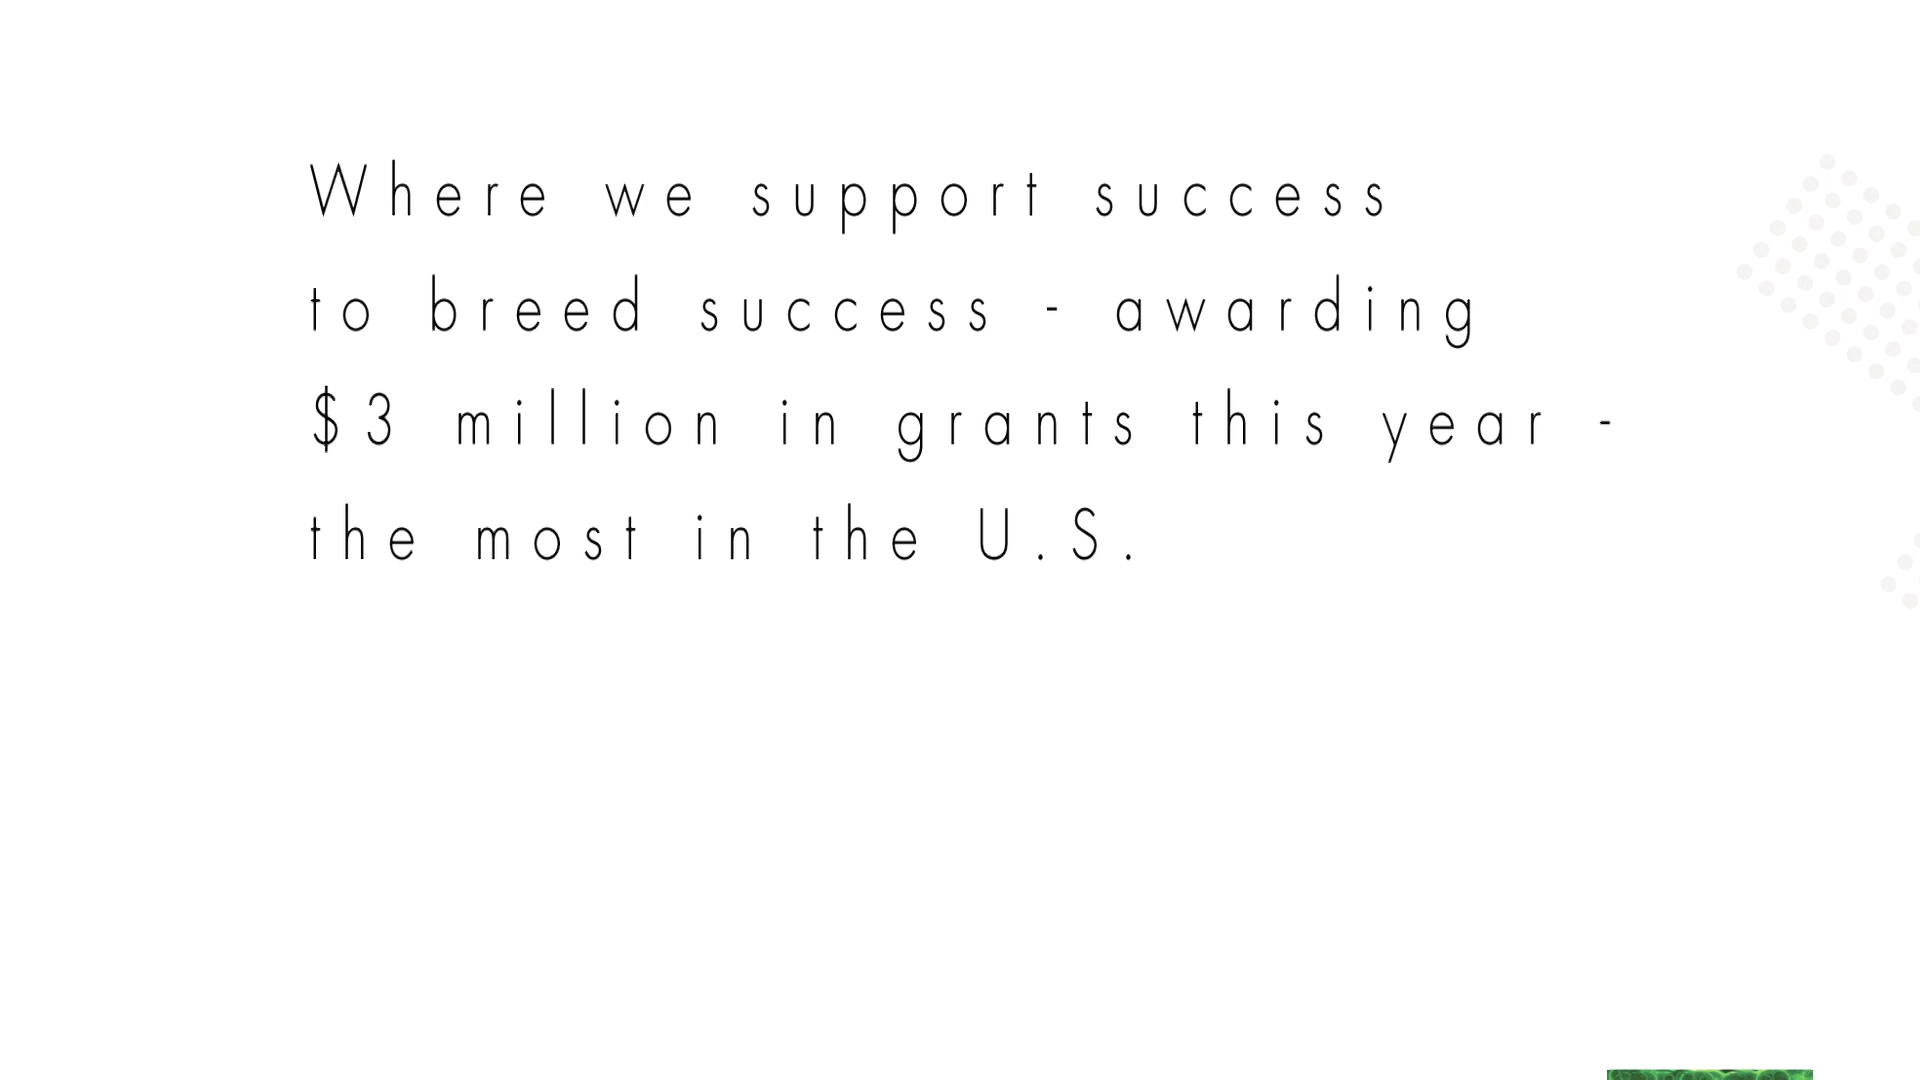 Where we support success
to breed success - awarding
$3 million in grants this year -
the most in the U.S.